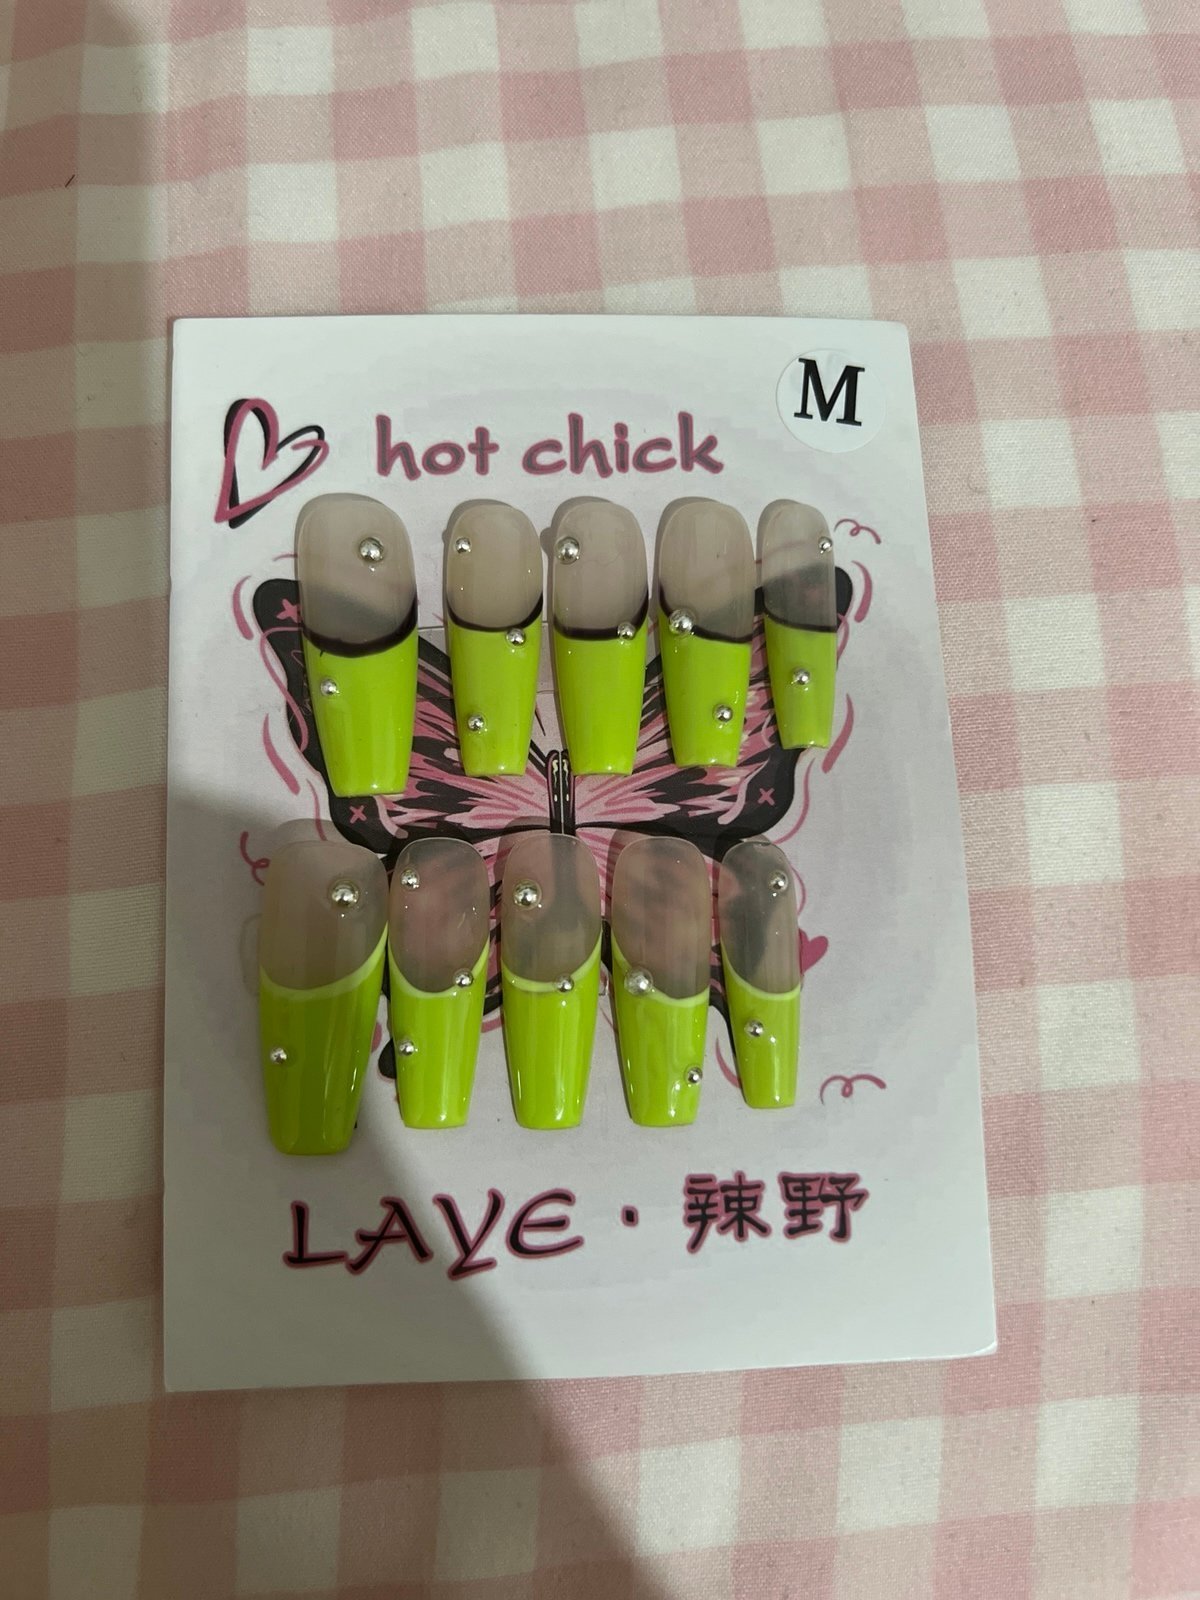 M
hot chick
LAYE · 辣野